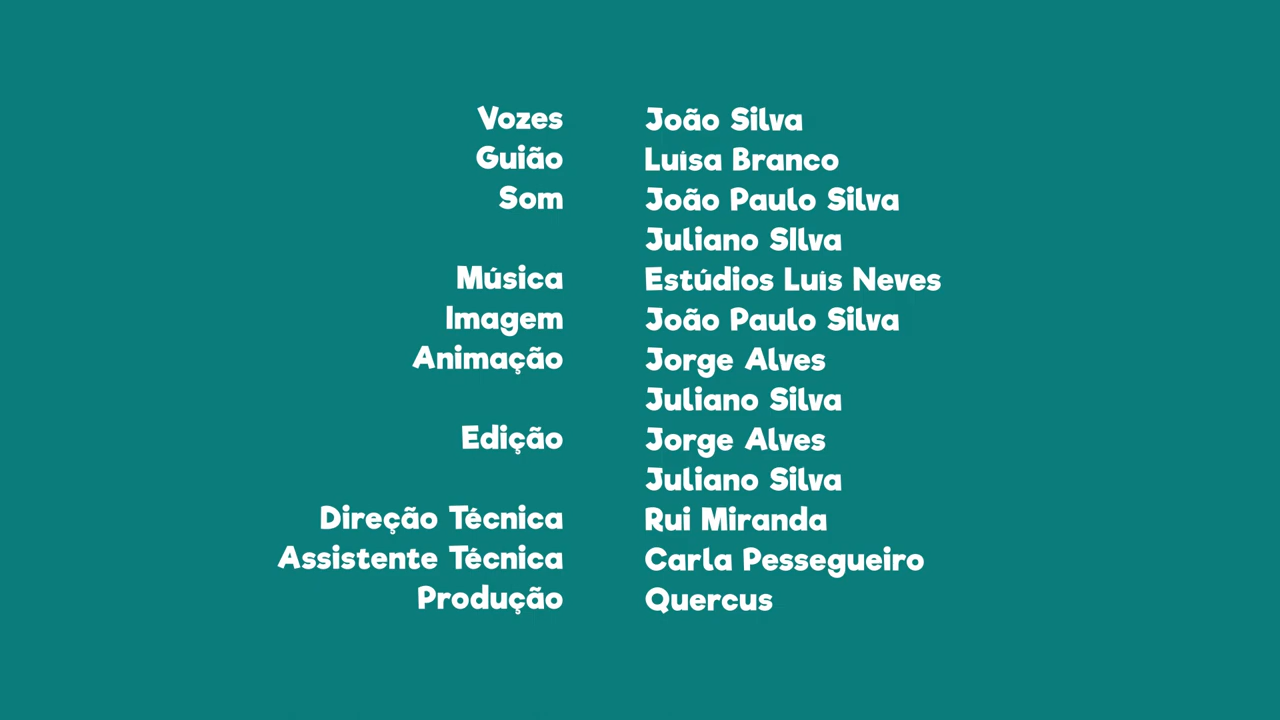 Vozes João Silva
Guião Luísa Branco
Som João Paulo Silva
Juliano SIlva
Música Estúdios Luís Neves
Imagem João Paulo Silva
Animação Jorge Alves
Juliano Silva
Edição Jorge Alves
Juliano Silva
Direção Técnica Rui Miranda
Assistente Técnica Carla Pessegueiro
Produção Quercus